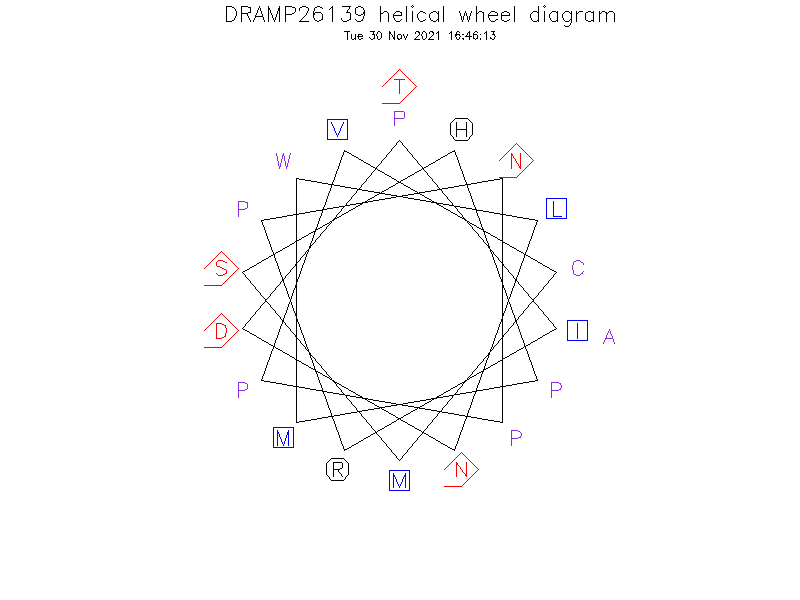 DRAMP26139 helical wheel diagram
Tue 30 Nov 2021 16:46:13
T
V P H
W N
P L
S C
D I A
P P
M P
R M N